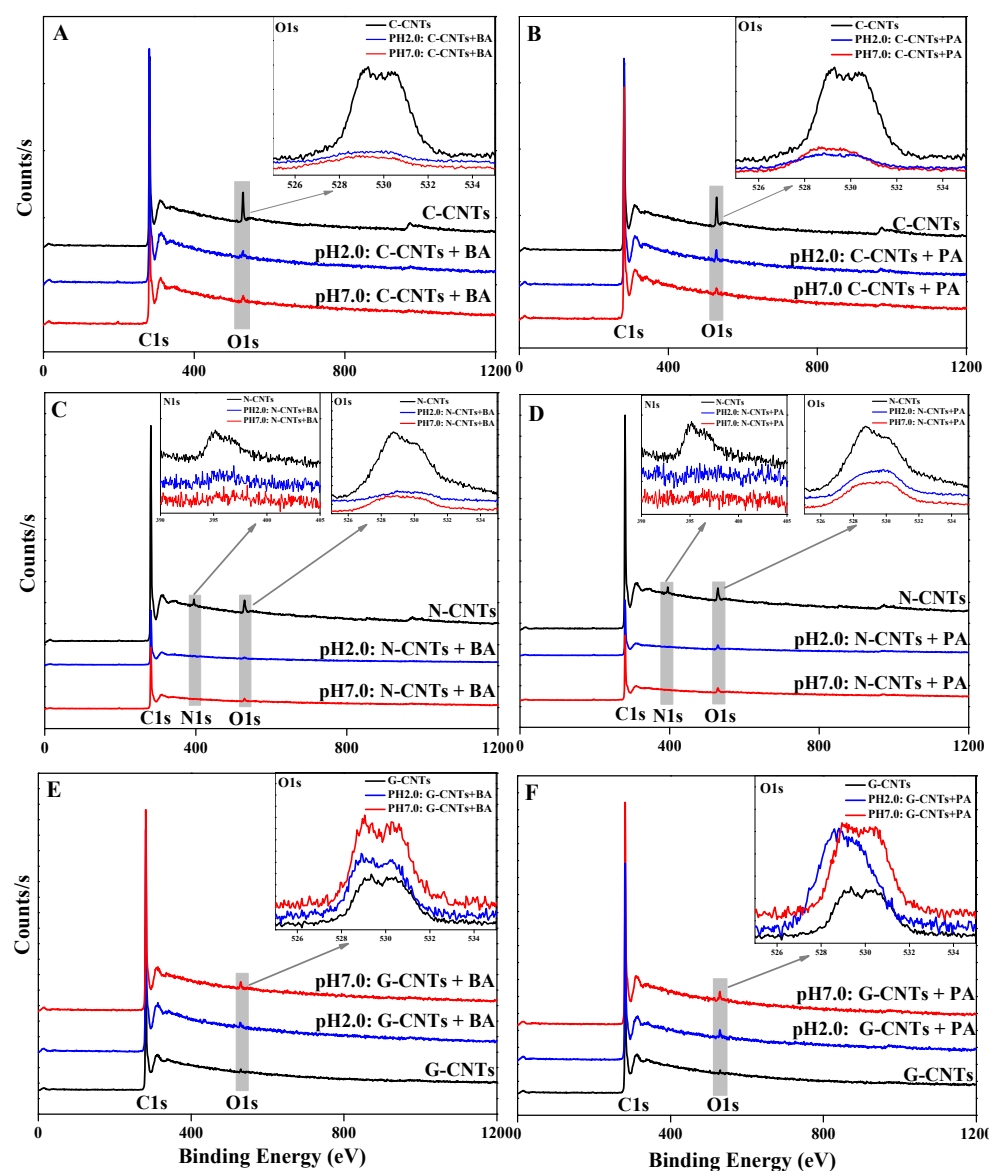 A
O1s
C-CNTs
PH2.0: C-CNTs+BA
PH7.0: C-CNTs+BA
526 528 530 532 534
C-CNTs
pH2.0: C-CNTs + BA
pH7.0: C-CNTs + BA
C1s O1s
0 400 800 1200
Counts/s
B
O1s
C-CNTs
PH2.0: C-CNTs+PA
PH7.0: C-CNTs+PA
526 528 530 532 534
C-CNTs
pH2.0: C-CNTs + PA
pH7.0 C-CNTs + PA
C1s O1s
0 400 800 1200
C
N1s
N-CNTs
PH2.0: N-CNTs+BA
PH7.0: N-CNTs+BA
390 395 400 405
O1s
N-CNTs
PH2.0: N-CNTs+BA
PH7.0: N-CNTs+BA
526 528 530 532 534
N-CNTs
pH2.0: N-CNTs + BA
pH7.0: N-CNTs + BA
C1s N1s O1s
0 400 800 1200
Counts/s
D
N1s
N-CNTs
PH2.0: N-CNTs+PA
PH7.0: N-CNTs+PA
390 395 400 405
O1s
N-CNTs
PH2.0: N-CNTs+PA
PH7.0: N-CNTs+PA
526 528 530 532 534
N-CNTs
pH2.0: N-CNTs + PA
pH7.0: N-CNTs + PA
C1s N1s O1s
0 400 800 1200
E
O1s
G-CNTs
PH2.0: G-CNTs+BA
PH7.0: G-CNTs+BA
526 528 530 532 534
pH7.0: G-CNTs + BA
pH2.0: G-CNTs + BA
G-CNTs
C1s O1s
0 400 800 1200
Counts/s
Binding Energy (eV)
F
O1s
G-CNTs
PH2.0: G-CNTs+PA
PH7.0: G-CNTs+PA
526 528 530 532 534
pH7.0: G-CNTs + PA
pH2.0: G-CNTs + PA
G-CNTs
C1s O1s
0 400 800 1200
Binding Energy (eV)